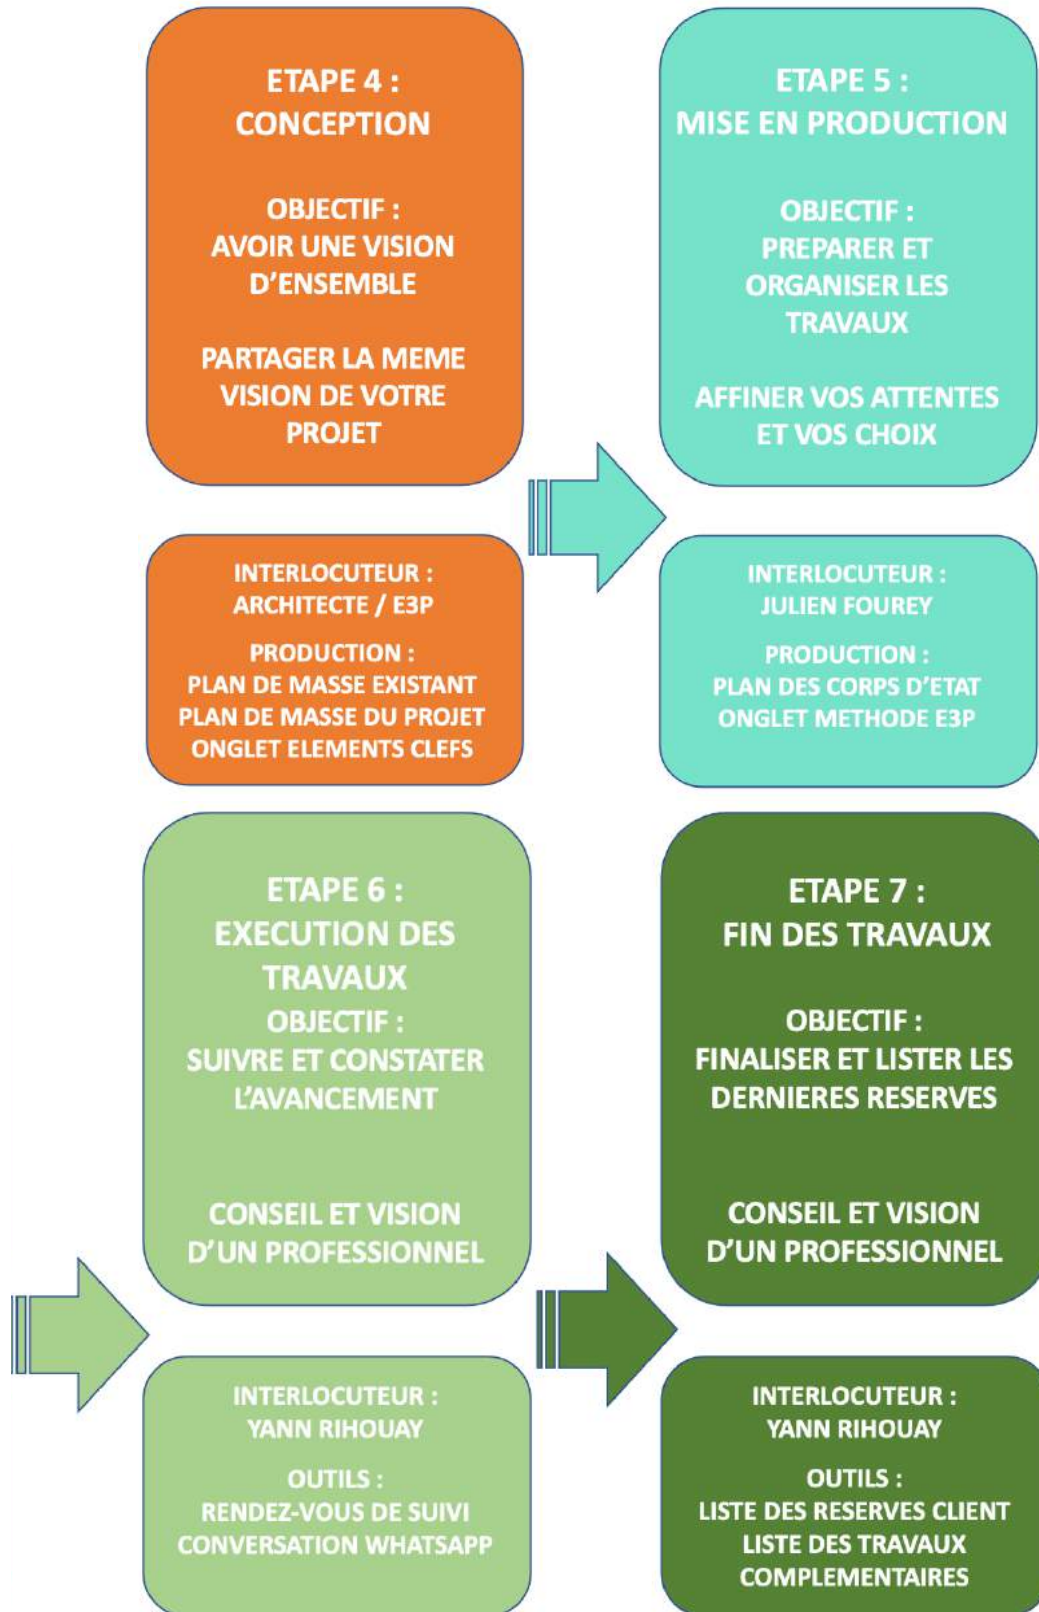 ETAPE 4 :
CONCEPTION
OBJECTIF :
AVOIR UNE VISION
D'ENSEMBLE
PARTAGER LA MEME
VISION DE VOTRE
PROJET
INTERLOCUTEUR :
ARCHITECTE / E3P
PRODUCTION :
PLAN DE MASSE EXISTANT
PLAN DE MASSE DU PROJET
ONGLET ELEMENTS CLEFS
ETAPE 5 :
MISE EN PRODUCTION
OBJECTIF :
PREPARER ET
ORGANISER LES
TRAVAUX
AFFINER VOS ATTENTES
ET VOS CHOIX
INTERLOCUTEUR :
JULIEN FOUREY
PRODUCTION :
PLAN DES CORPS D'ETAT
ONGLET METHODE E3P
ETAPE 6 :
EXECUTION DES
TRAVAUX
OBJECTIF :
SUIVRE ET CONSTATER
L'AVANCEMENT
CONSEIL ET VISION
D'UN PROFESSIONNEL
INTERLOCUTEUR :
YANN RIHOUAY
OUTILS :
RENDEZ-VOUS DE SUIVI
CONVERSATION WHATSAPP
ETAPE 7 :
FIN DES TRAVAUX
OBJECTIF :
FINALISER ET LISTER LES
DERNIERES RESERVES
CONSEIL ET VISION
D'UN PROFESSIONNEL
INTERLOCUTEUR :
YANN RIHOUAY
OUTILS :
LISTE DES RESERVES CLIENT
LISTE DES TRAVAUX
COMPLEMENTAIRES